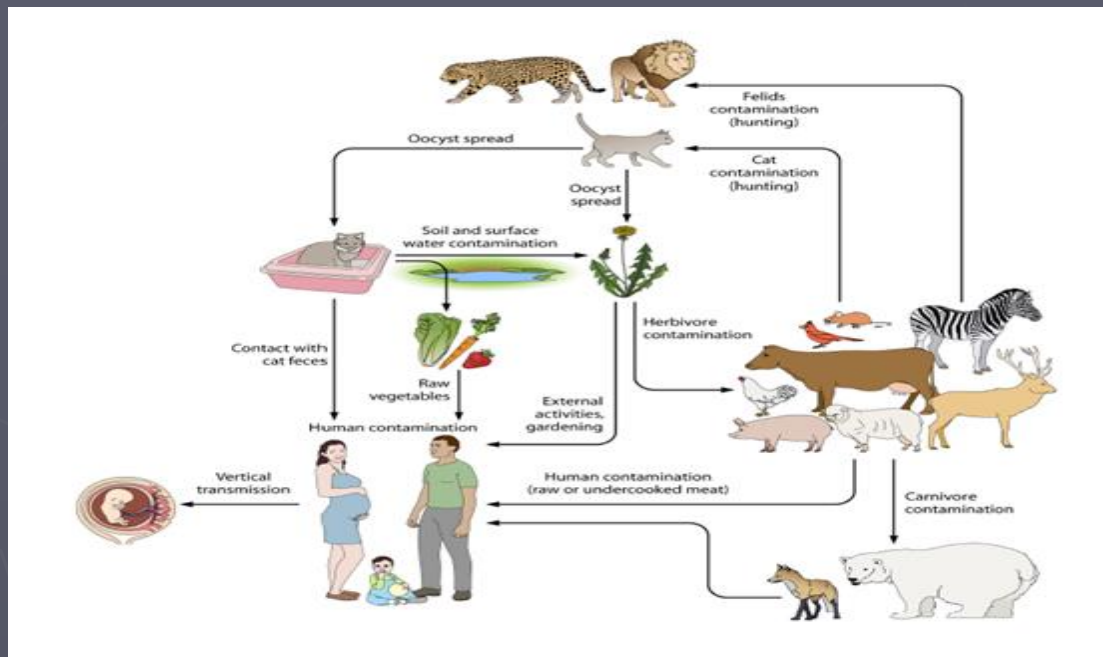 Felids
contamination
(hunting)
Oocyst spread
Cat
contamination
(hunting)
Oocyst
spread
Soil and surface
water contamination
Herbivore
contamination
Contact with
cat feces
Raw
vegetables
External
activities,
gardening
Human contamination
Vertical
transmission
Human contamination
(raw or undercooked meat)
Carnivore
contamination